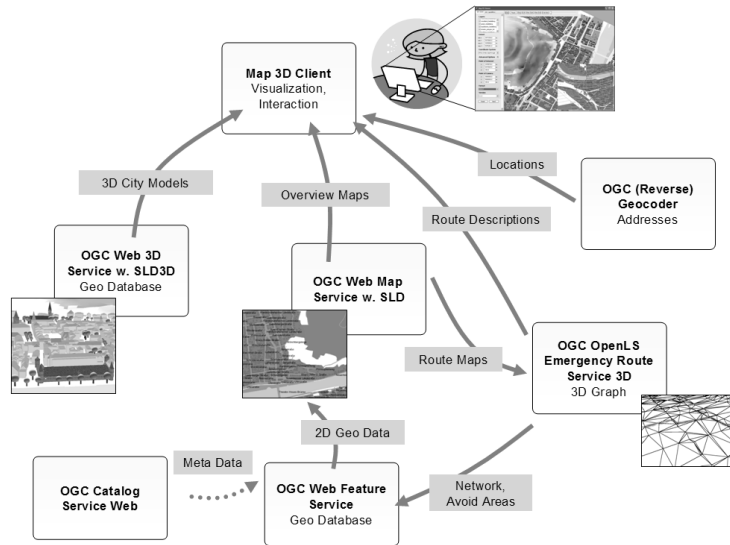 Map 3D Client
Visualization,
Interaction
3D City Models
Overview Maps
Locations
Route Descriptions
OGC (Reverse)
Geocoder
Addresses
OGC Web 3D
Service w. SLD3D
Geo Database
OGC Web Map
Service w. SLD
Route Maps
OGC OpenLS
Emergency Route
Service 3D
3D Graph
2D Geo Data
Meta Data
OGC Catalog
Service Web
OGC Web Feature
Service
Geo Database
Network,
Avoid Areas